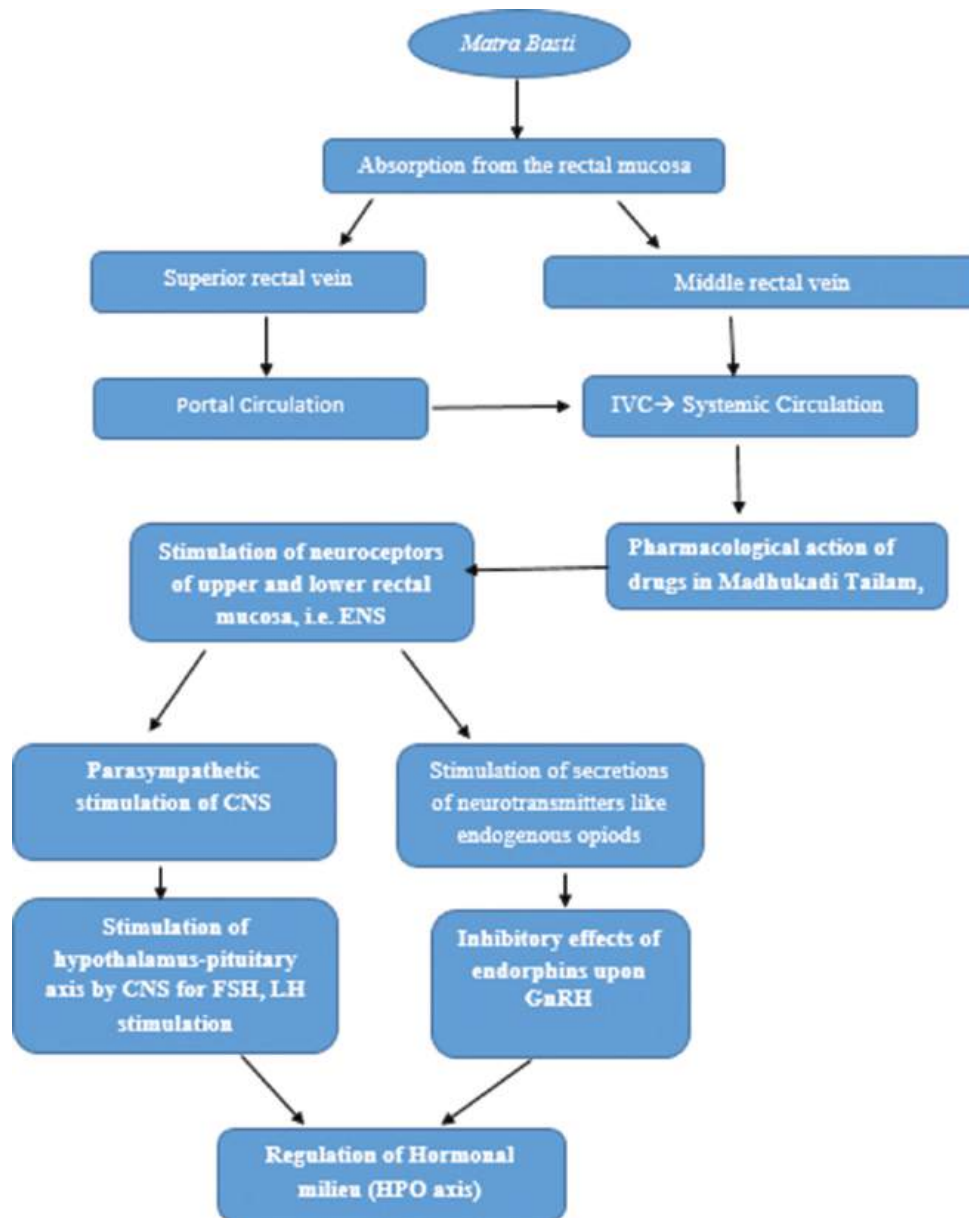 Matra Basti
Absorption from the rectal mucosa
Superior rectal vein
Middle rectal vein
Portal Circulation
IVC→ Systemic Circulation
Stimulation of neuroceptors
of upper and lower rectal
mucosa, i.e. ENS
Pharmacological action of
drugs in Madhukadi Tailam,
Parasympathetic
stimulation of CNS
Stimulation of secretions
of neurotransmitters like
endogenous opiods
Stimulation of
hypothalamus-pituitary
axis by CNS for FSH, LH
stimulation
Inhibitory effects of
endorphins upon
GnRH
Regulation of Hormonal
milieu (HPO axis)